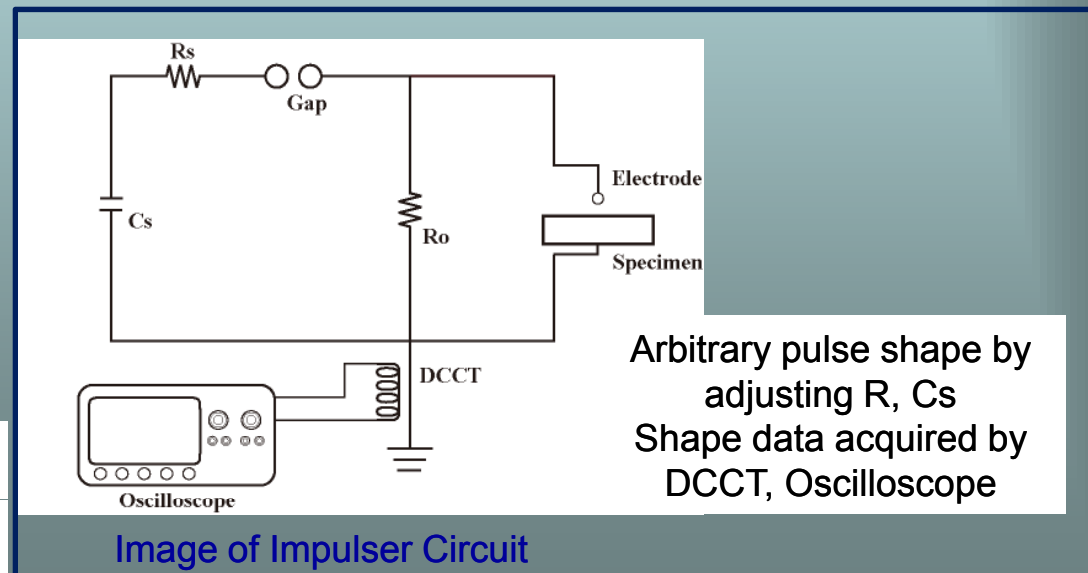 Rs
Gap
Cs
Ro
Electrode
Specimen
DCCT
Oscilloscope
Arbitrary pulse shape by
adjusting R, Cs
Shape data acquired by
DCCT, Oscilloscope
Image of Impulser Circuit